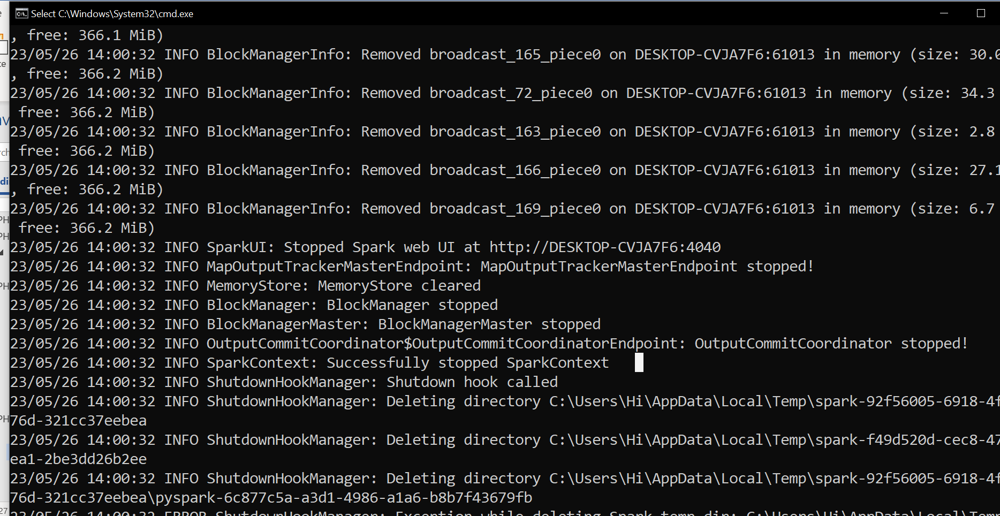 Select C:\Windows\System32\cmd.exe
, free: 366.1 MiB)
23/05/26 14:00:32 INFO BlockManagerInfo: Removed broadcast_165_piece0 on DESKTOP-CVJA7F6:61013 in memory (size: 30.0
, free: 366.2 MiB)
23/05/26 14:00:32 INFO BlockManagerInfo: Removed broadcast_72_piece0 on DESKTOP-CVJA7F6:61013 in memory (size: 34.3
free: 366.2 MiB)
23/05/26 14:00:32 INFO BlockManagerInfo: Removed broadcast_163_piece0 on DESKTOP-CVJA7F6:61013 in memory (size: 2.8
free: 366.2 MiB)
23/05/26 14:00:32 INFO BlockManagerInfo: Removed broadcast_166_piece0 on DESKTOP-CVJA7F6:61013 in memory (size: 27.1
, free: 366.2 MiB)
23/05/26 14:00:32 INFO BlockManagerInfo: Removed broadcast_169_piece0 on DESKTOP-CVJA7F6:61013 in memory (size: 6.7
free: 366.2 MiB)
23/05/26 14:00:32 INFO SparkUI: Stopped Spark web UI at http://DESKTOP-CVJA7F6:4040
23/05/26 14:00:32 INFO MapOutputTrackerMasterEndpoint: MapOutputTrackerMasterEndpoint stopped!
23/05/26 14:00:32 INFO MemoryStore: MemoryStore cleared
23/05/26 14:00:32 INFO BlockManager: BlockManager stopped
23/05/26 14:00:32 INFO BlockManagerMaster: BlockManagerMaster stopped
23/05/26 14:00:32 INFO OutputCommitCoordinator$OutputCommitCoordinatorEndpoint: OutputCommitCoordinator stopped!
23/05/26 14:00:32 INFO SparkContext: Successfully stopped SparkContext
23/05/26 14:00:32 INFO ShutdownHookManager: Shutdown hook called
23/05/26 14:00:32 INFO ShutdownHookManager: Deleting directory C:\Users\Hi\AppData\Local\Temp\spark-92f56005-6918-4f
76d-321cc37eebea
23/05/26 14:00:32 INFO ShutdownHookManager: Deleting directory C:\Users\Hi\AppData\Local\Temp\spark-f49d520d-cec8-47
ea1-2be3dd26b2ee
23/05/26 14:00:32 INFO ShutdownHookManager: Deleting directory C:\Users\Hi\AppData\Local\Temp\spark-92f56005-6918-4f
76d-321cc37eebea\pyspark-6c877c5a-a3d1-4986-a1a6-b8b7f43679fb
23/05/26 14:00:32 ERROR ShutdownHookManager: Exception while deleting Spark temp dir: C:\Users\Hi\AppData\Local\Temp